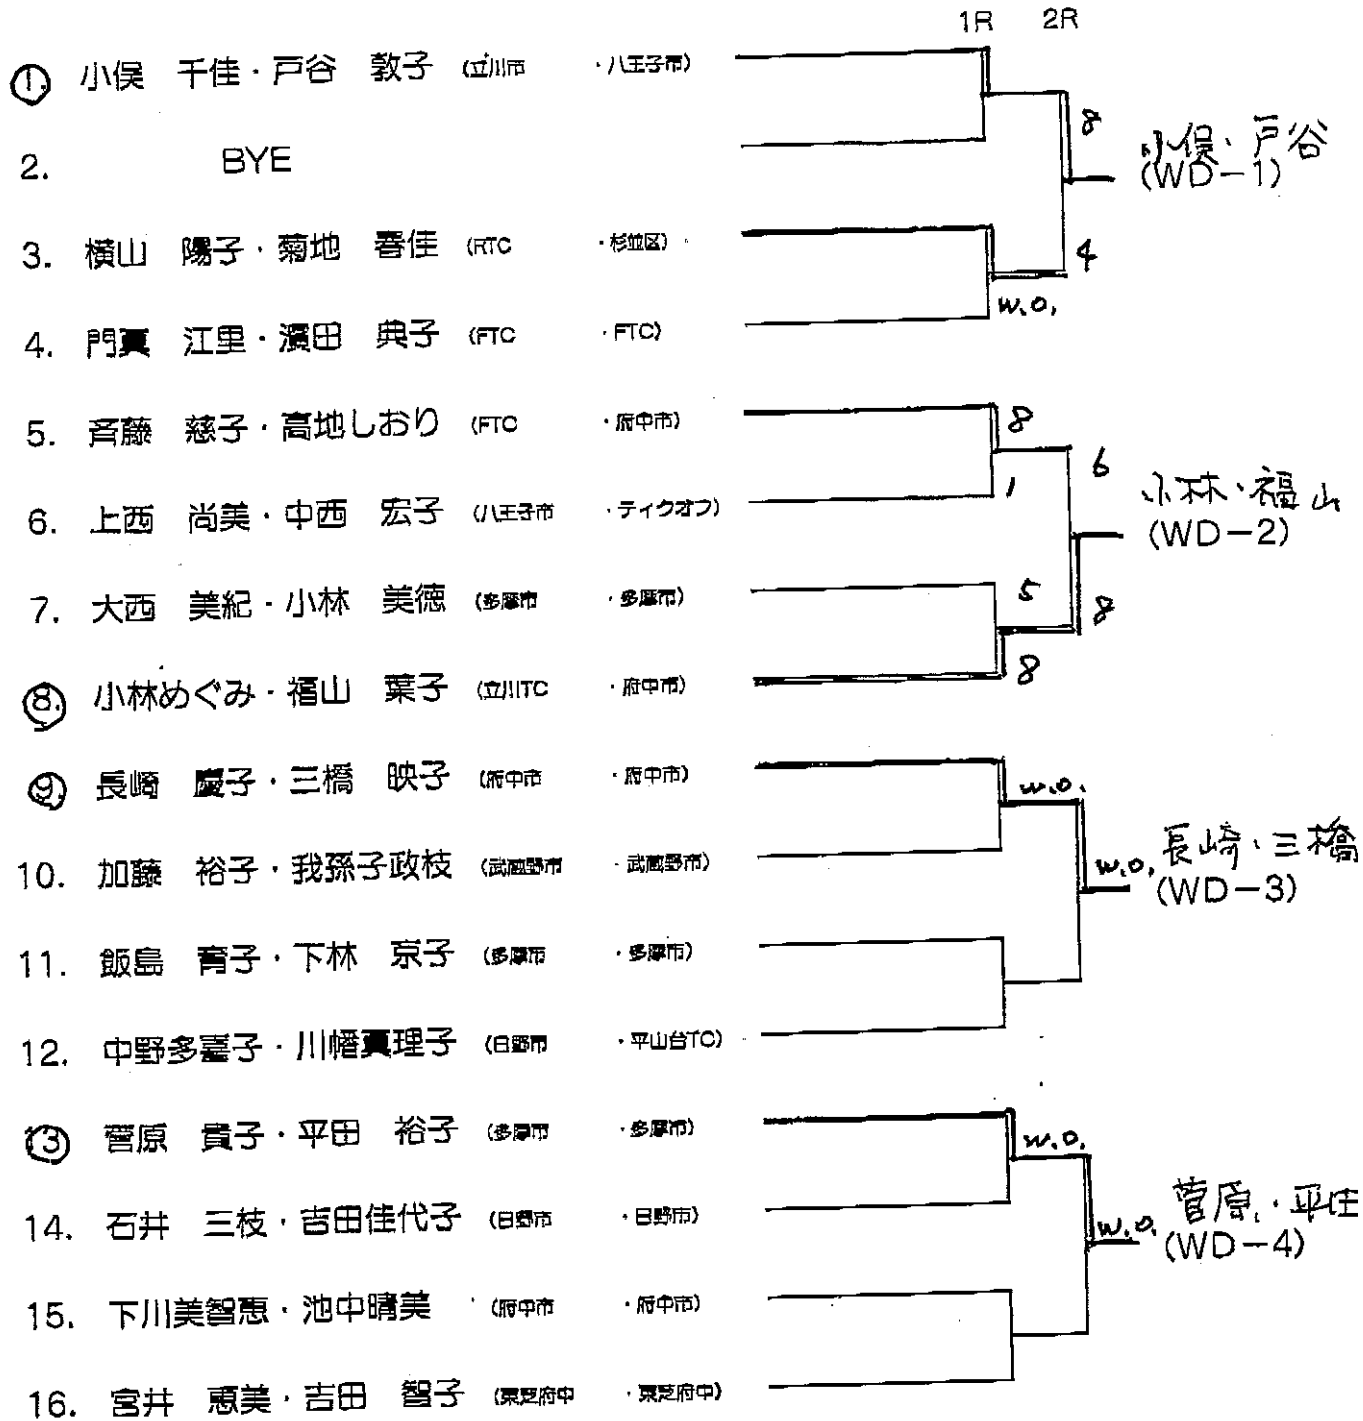 1R 2R
①. 小俣 千佳・戸谷 敦子 (立川市 ・八王子市)
8
小俣・戸谷
2. BYE
(WD-1)
3. 横山 陽子・菊地 春佳 (RTC ・杉並区)
4
w.o.
4. 門真 江里・濱田 典子 (FTC ・FTC)
5. 斉藤 慈子・高地しおり (FTC ・府中市)
8
6
1
小林・福山
6. 上西 尚美・中西 宏子 (八王子市 ・ティクオフ)
(WD-2)
7. 大西 美紀・小林 美徳 (多摩市 ・多摩市)
5
8
8
⑧. 小林めぐみ・福山 葉子 (立川TC ・府中市)
⑨. 長崎 慶子・三橋 映子 (府中市 ・府中市)
w.o.
長崎・三橋
10. 加藤 裕子・我孫子政枝 (武蔵野市 ・武蔵野市)
w.o.
(WD-3)
11. 飯島 育子・下林 京子 (多摩市 ・多摩市)
12. 中野多嘉子・川幡真理子 (日野市 ・平山台TC)
⑬ 菅原 貴子・平田 裕子 (多摩市 ・多摩市)
w.o.
菅原・平田
14. 石井 三枝・吉田佳代子 (日野市 ・日野市)
w.o.
(WD-4)
15. 下川美智恵・池中晴美 (府中市 ・府中市)
16. 宮井 恵美・吉田 智子 (東芝府中 ・東芝府中)